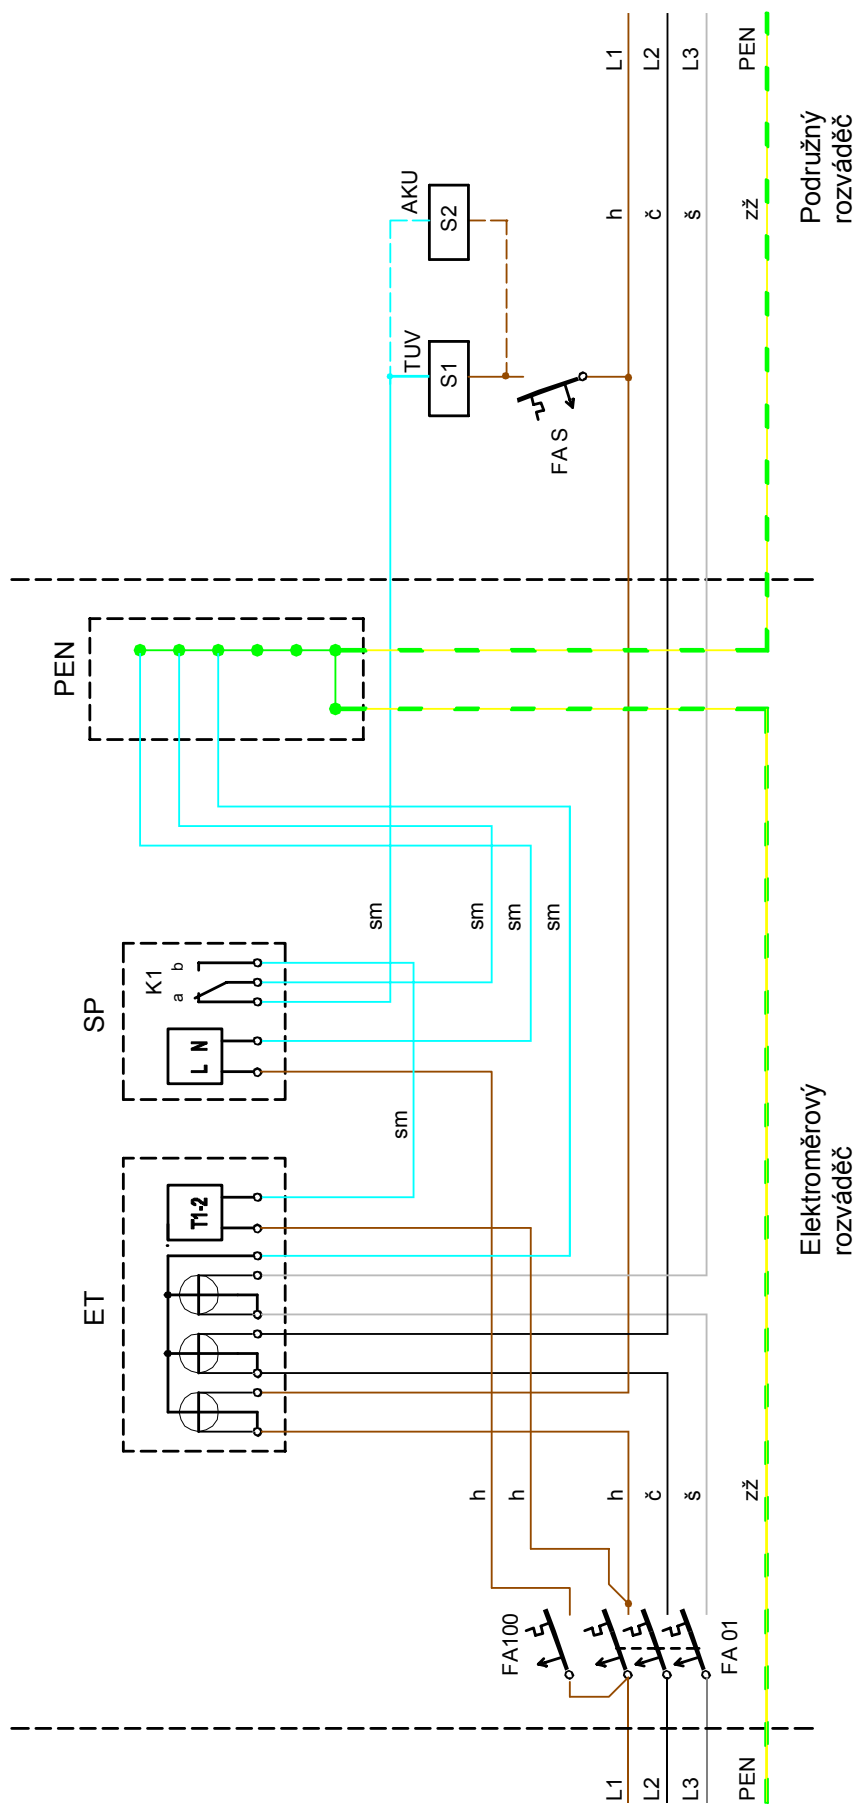 L1
L2
L3
PEN
Podružný
rozváděč
h
č
š
zž
AKU
S2
TUV
S1
FA S
PEN
sm
sm
sm
sm
SP
K1
a
b
L N
sm
Elektroměrový
rozváděč
ET
T1-2
h
h
h
č
š
zž
FA100
FA 01
L1
L2
L3
PEN